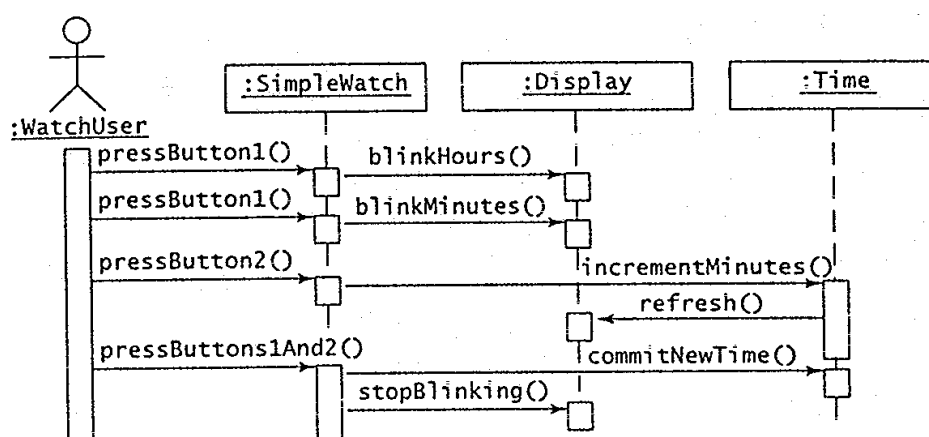 :SimpleWatch
:Display
:Time
:WatchUser
pressButton1()
blinkHours()
pressButton1()
blinkMinutes()
pressButton2()
incrementMinutes()
refresh()
pressButtons1And2()
commitNewTime()
stopBlinking()